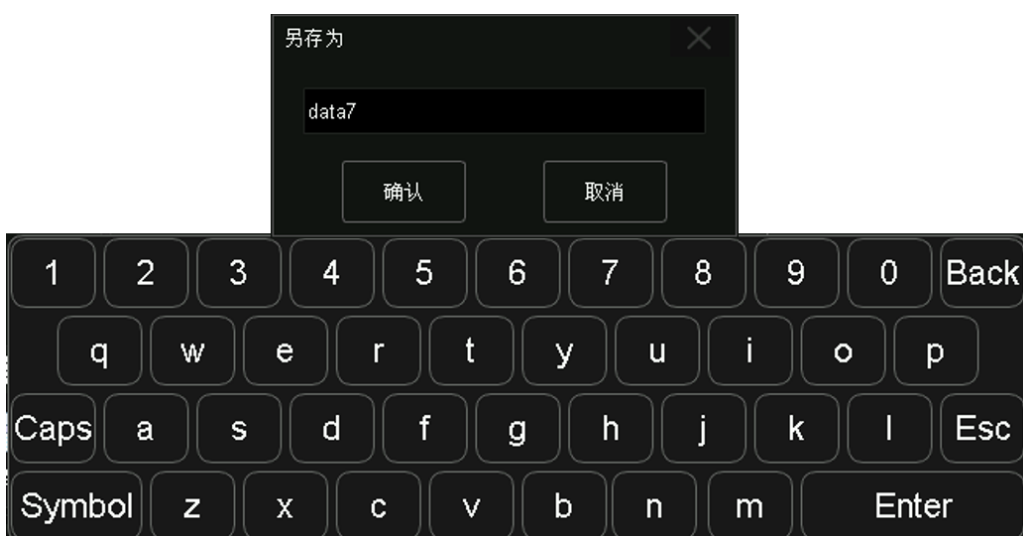 另存为
data7
确认 取消
1 2 3 4 5 6 7 8 9 0 Back
q w e r t y u i o p
Caps a s d f g h j k l Esc
Symbol z x c v b n m Enter